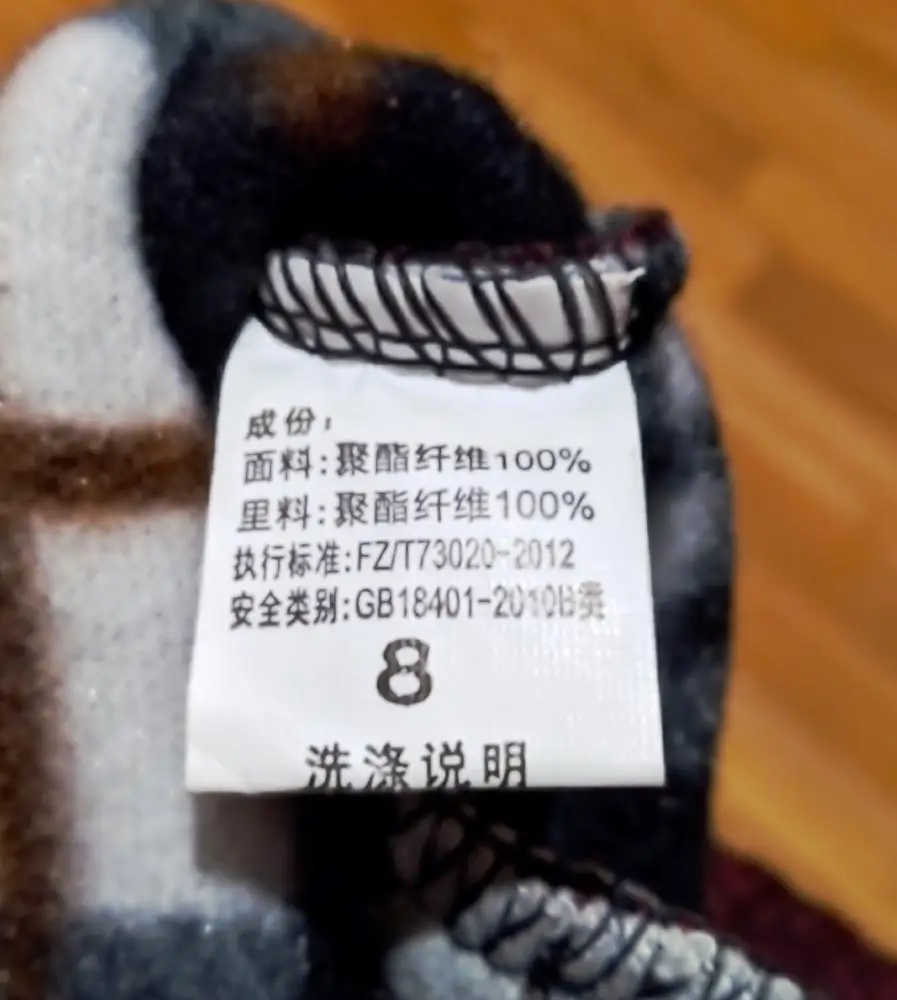 成份:
面料:聚酯纤维100%
里料:聚酯纤维100%
执行标准:FZ/T73020-2012
安全类别:GB18401-2010B类
8
洗涤说明